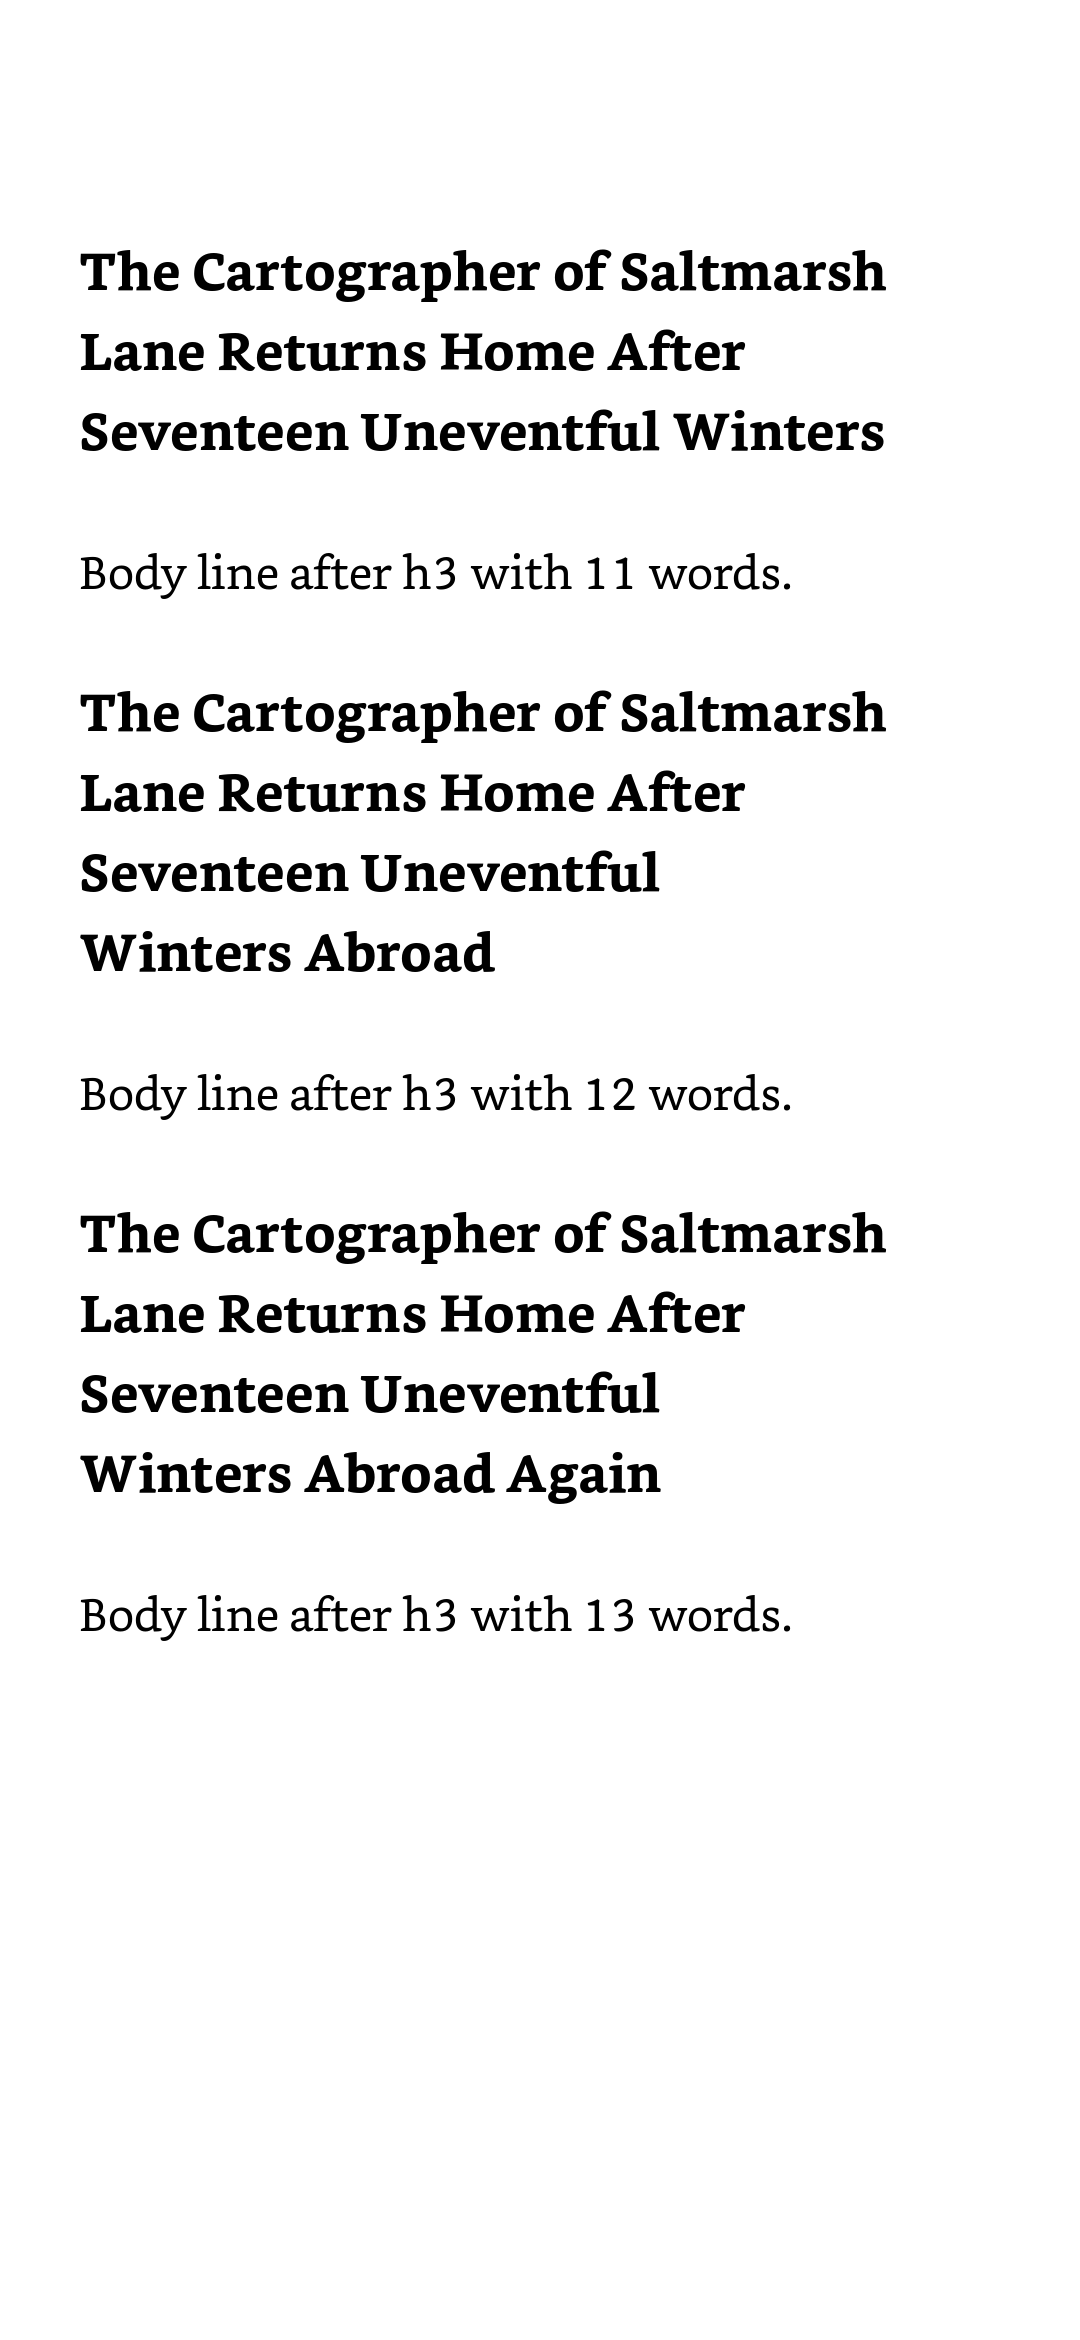 The Cartographer of Saltmarsh
Lane Returns Home After
Seventeen Uneventful Winters
Body line after h3 with 11 words.
The Cartographer of Saltmarsh
Lane Returns Home After
Seventeen Uneventful
Winters Abroad
Body line after h3 with 12 words.
The Cartographer of Saltmarsh
Lane Returns Home After
Seventeen Uneventful
Winters Abroad Again
Body line after h3 with 13 words.